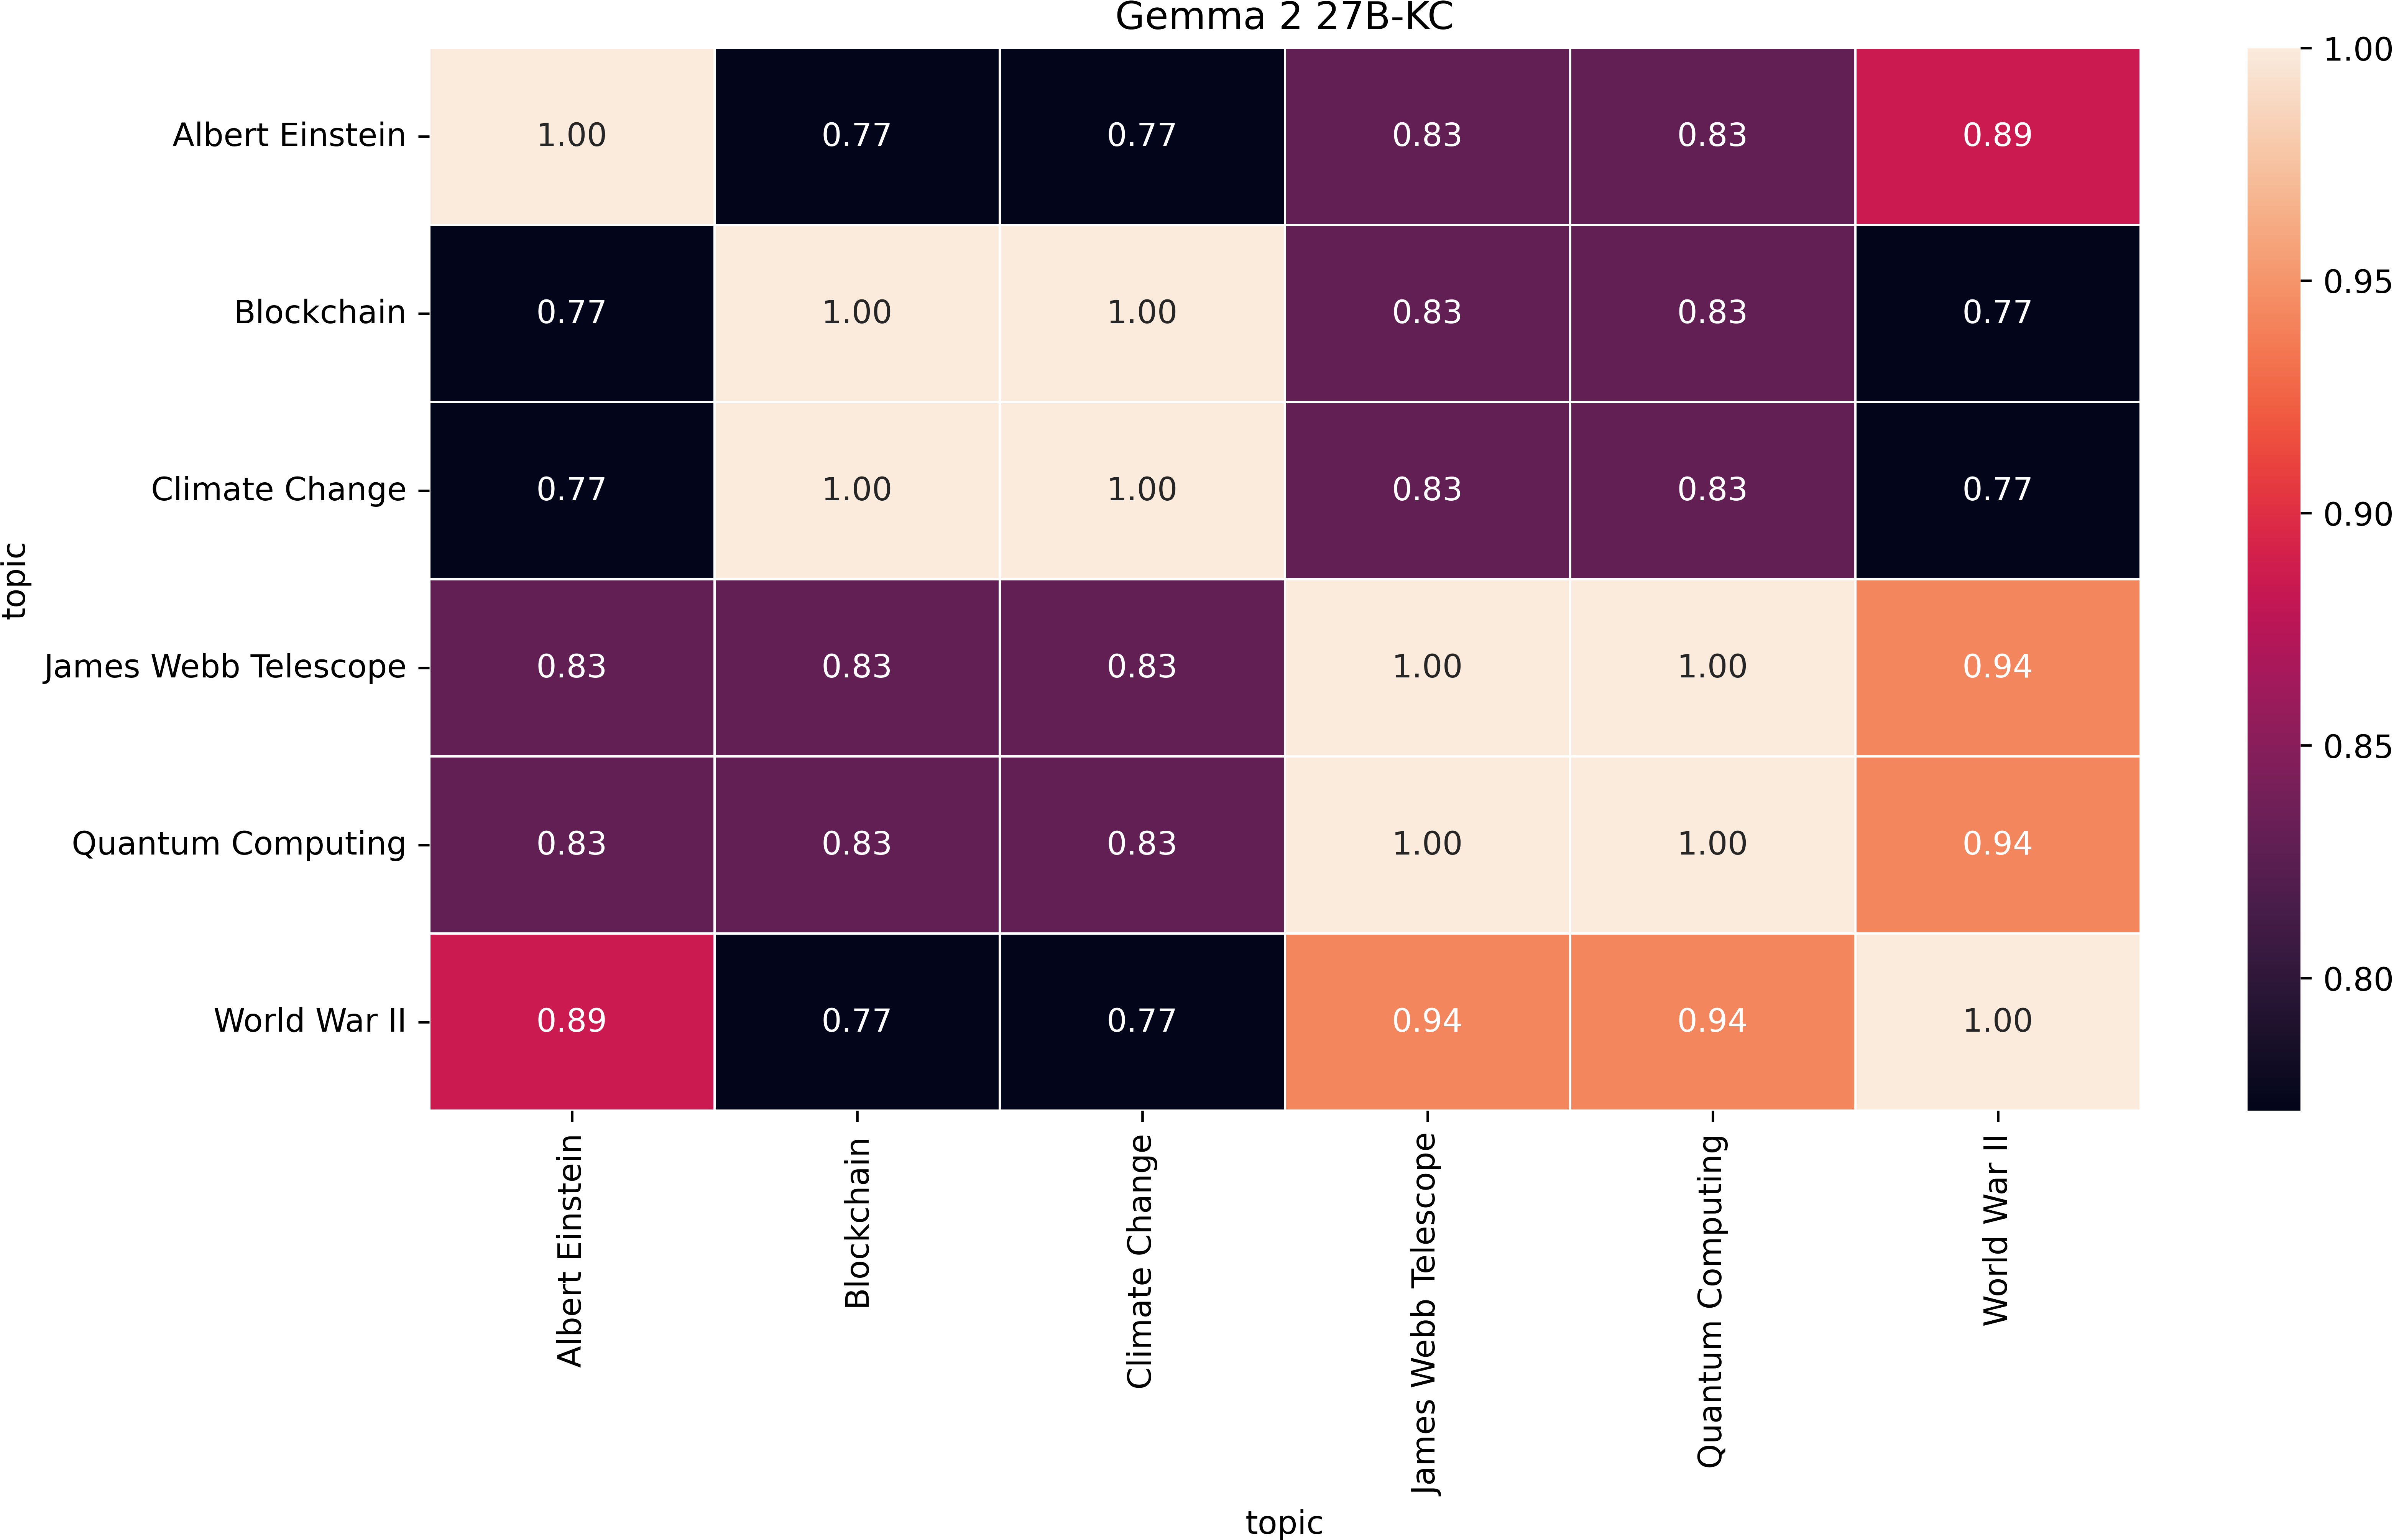 Gemma 2 27B-KC
Albert Einstein 1.00 0.77 0.77 0.83 0.83 0.89
Blockchain 0.77 1.00 1.00 0.83 0.83 0.77
Climate Change 0.77 1.00 1.00 0.83 0.83 0.77
James Webb Telescope 0.83 0.83 0.83 1.00 1.00 0.94
Quantum Computing 0.83 0.83 0.83 1.00 1.00 0.94
World War II 0.89 0.77 0.77 0.94 0.94 1.00
topic
Albert Einstein
Blockchain
Climate Change
James Webb Telescope
Quantum Computing
World War II
topic
1.00
0.95
0.90
0.85
0.80